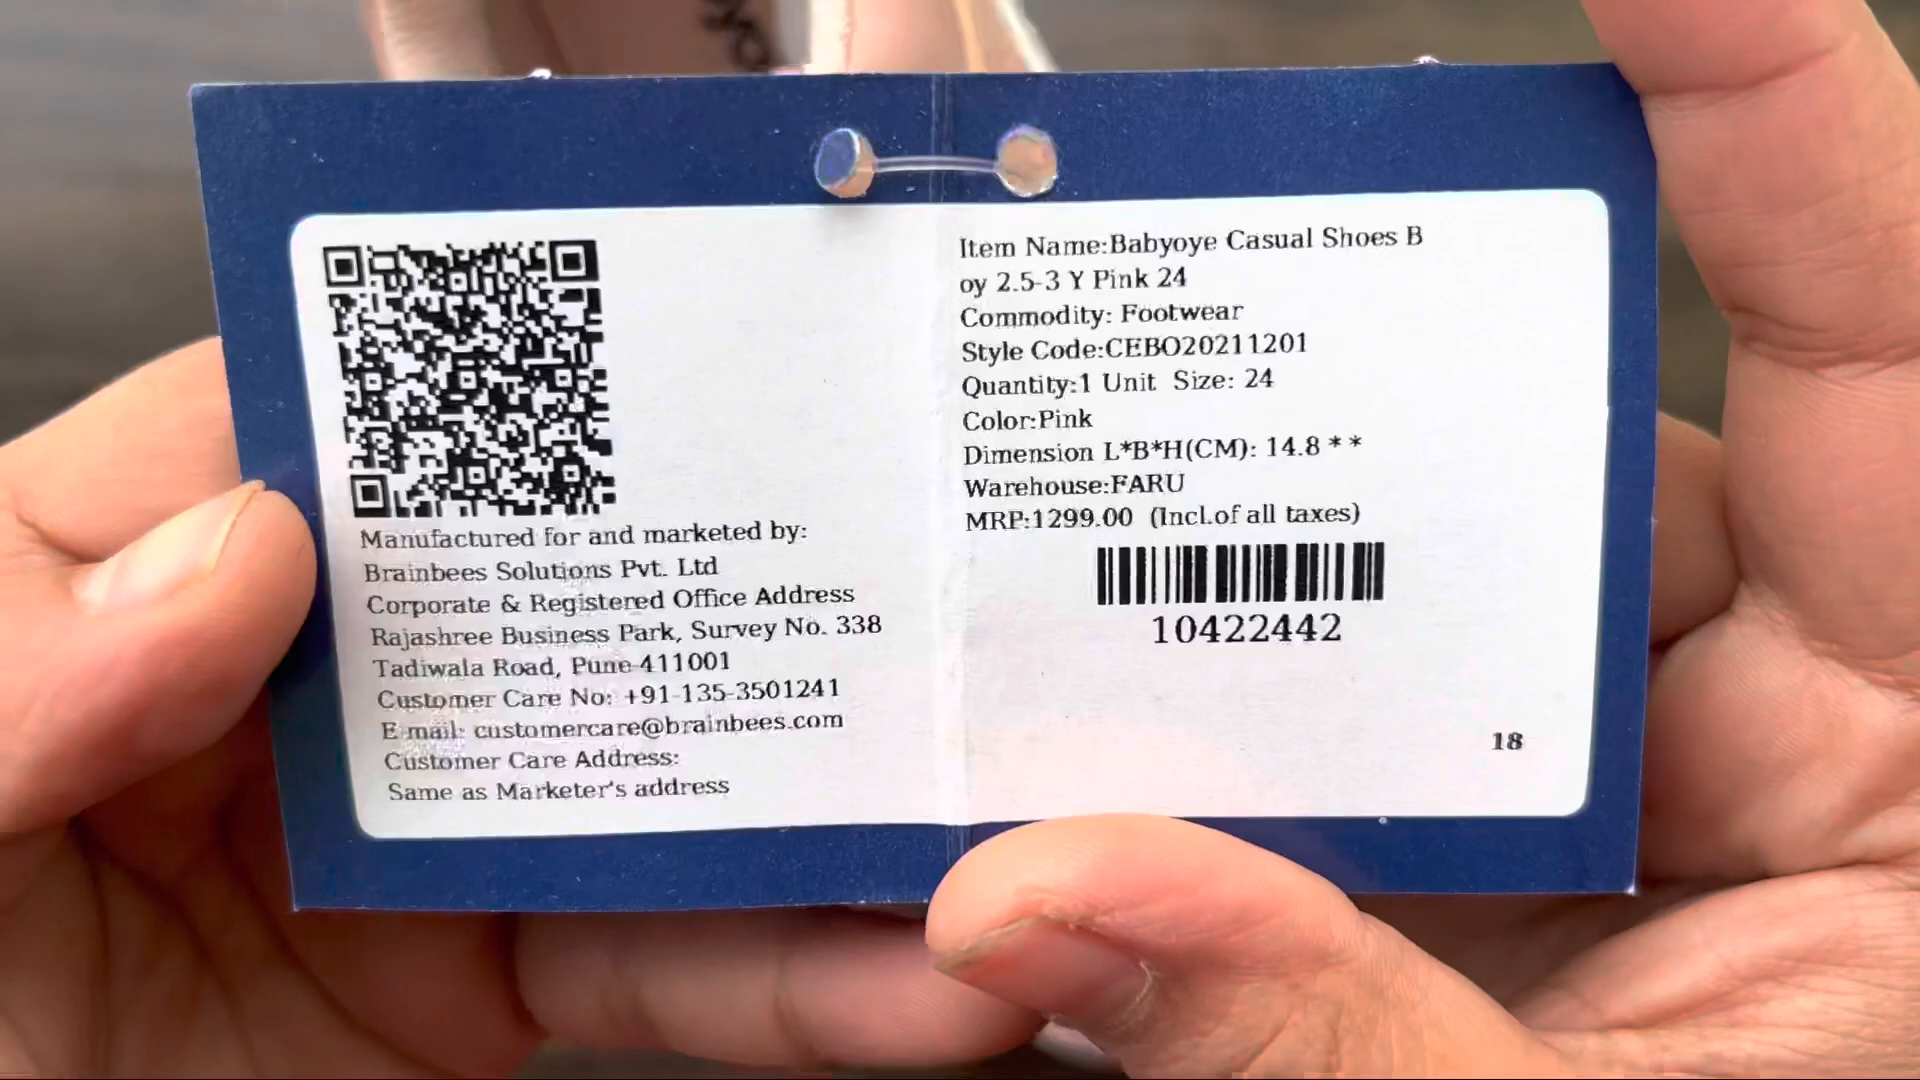 Manufactured for and marketed by:
Brainbees Solutions Pvt. Ltd
Corporate & Registered Office Address
Rajashree Business Park, Survey No. 338
Tadiwala Road, Pune-411001
Customer Care No: +91-135-3501241
E-mail: customercare@brainbees.com
Customer Care Address:
Same as Marketer's address
Item Name:Babyoye Casual Shoes B
oy 2.5-3 Y Pink 24
Commodity: Footwear
Style Code:CEBO20211201
Quantity:1 Unit  Size: 24
Color:Pink
Dimension L*B*H(CM): 14.8 * *
Warehouse:FARU
MRP:1299.00  (Incl.of all taxes)
10422442
18